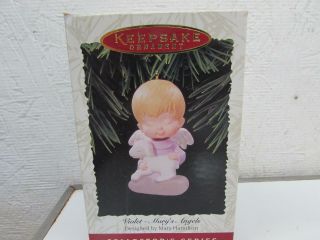 KEEPSAKE
ORNAMENT
Violet - Mary's Angels
Designed by Mary Hamilton
COLLECTOR'S SERIES